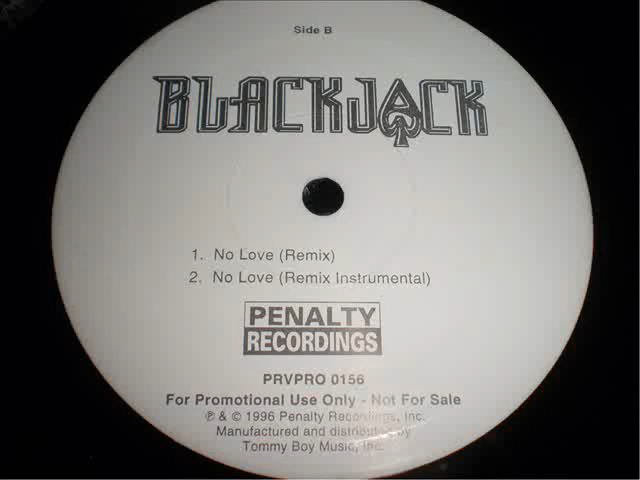 Side B
BLACKJACK
1. No Love (Remix)
2. No Love (Remix Instrumental)
PENALTY
RECORDINGS
PRVPRO 0156
For Promotional Use Only - Not For Sale
℗ & © 1996 Penalty Recordings, Inc.
Manufactured and distributed by
Tommy Boy Music, Inc.